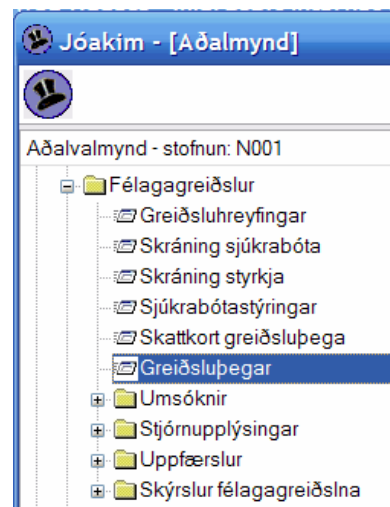 Jóakim - [Aðalmynd]
Aðalvalmynd - stofnun: N001
Félagagreiðslur
Greiðsluhreyfingar
Skráning sjúkrabóta
Skráning styrkja
Sjúkrabótastýringar
Skattkort greiðsluþega
Greiðsluþegar
Umsóknir
Stjórnupplýsingar
Uppfærslur
Skýrslur félagagreiðslna